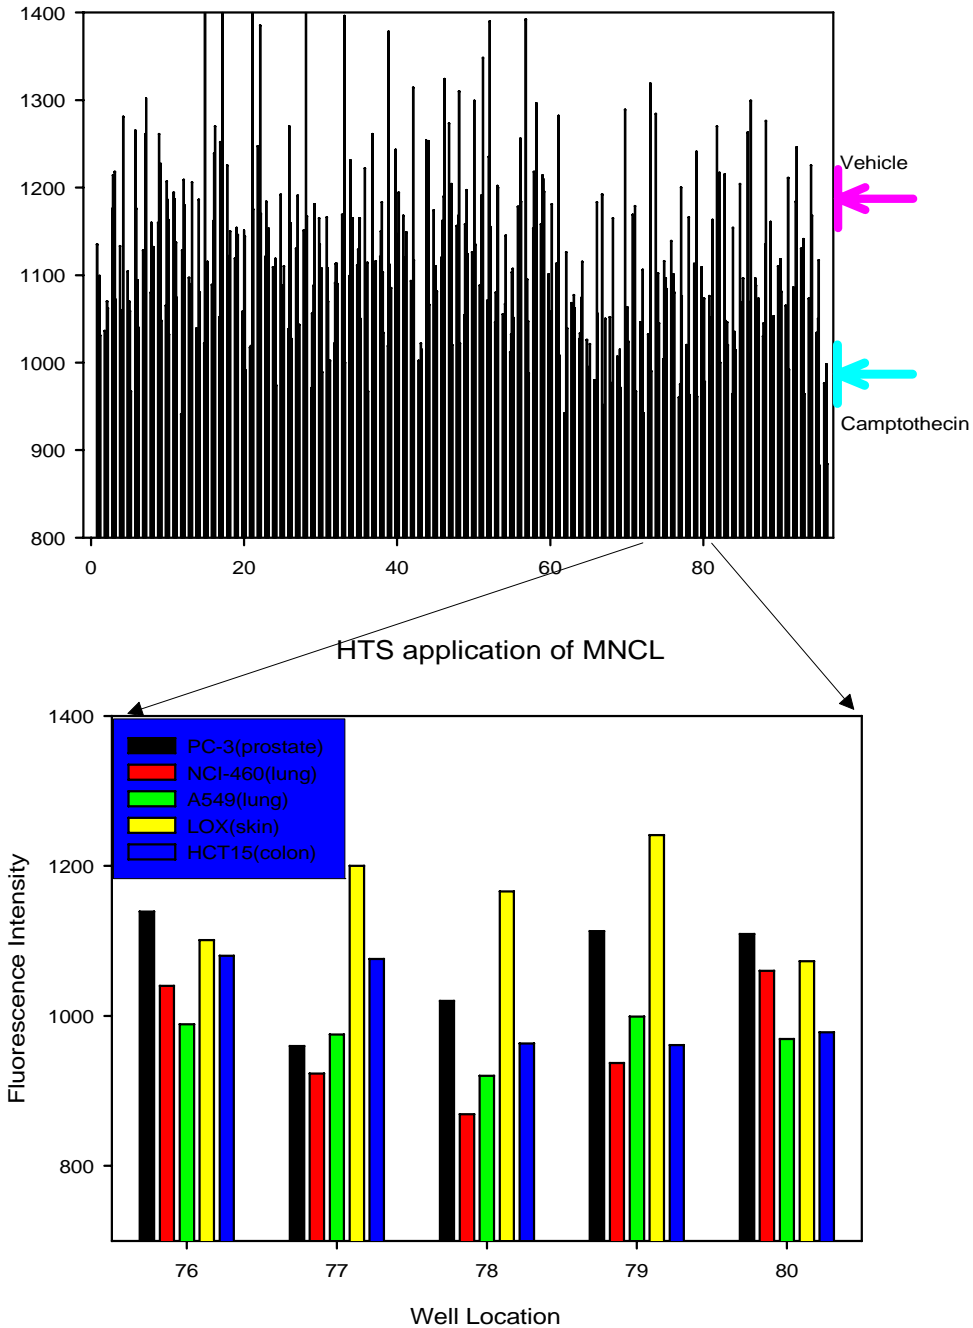 1400
1300
1200
1100
1000
900
800
Vehicle
Camptothecin
0 20 40 60 80
HTS application of MNCL
1400
1200
1000
800
Fluorescence Intensity
PC-3(prostate)
NCI-460(lung)
A549(lung)
LOX(skin)
HCT15(colon)
76 77 78 79 80
Well Location